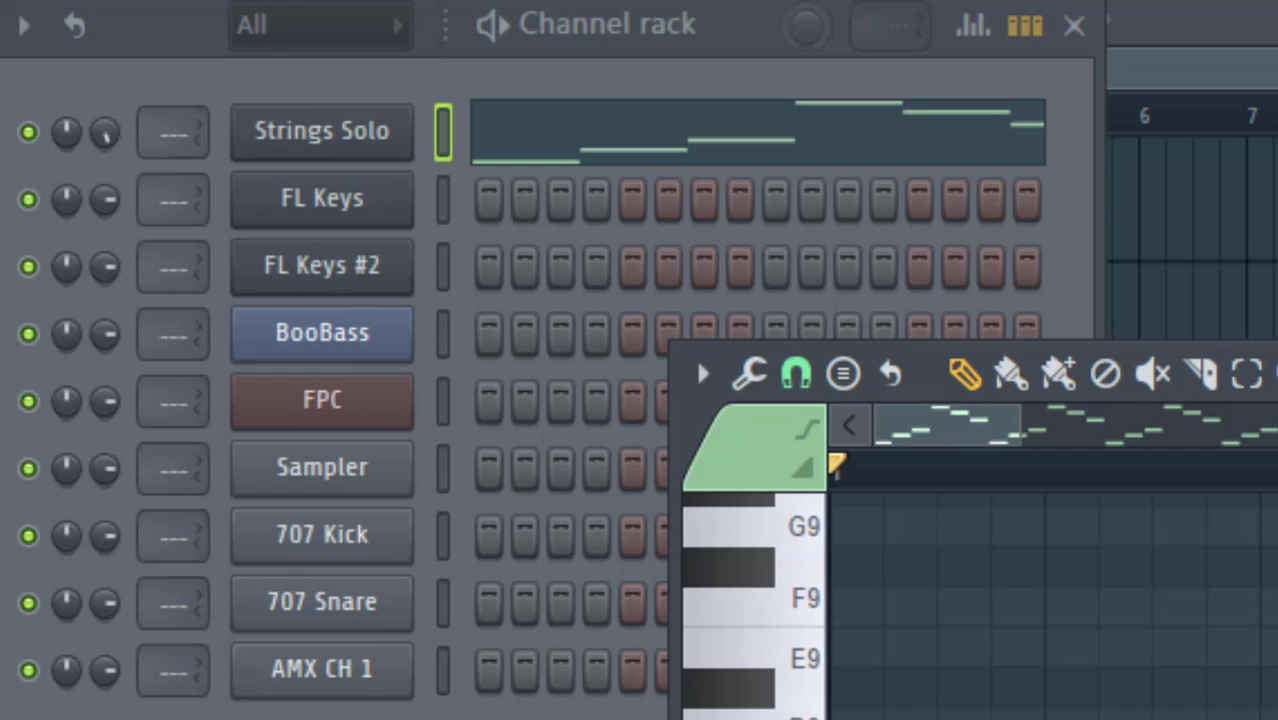 All
Channel rack
6 7
Strings Solo
FL Keys
FL Keys #2
BooBass
FPC
Sampler
707 Kick
707 Snare
AMX CH 1
G9
F9
E9